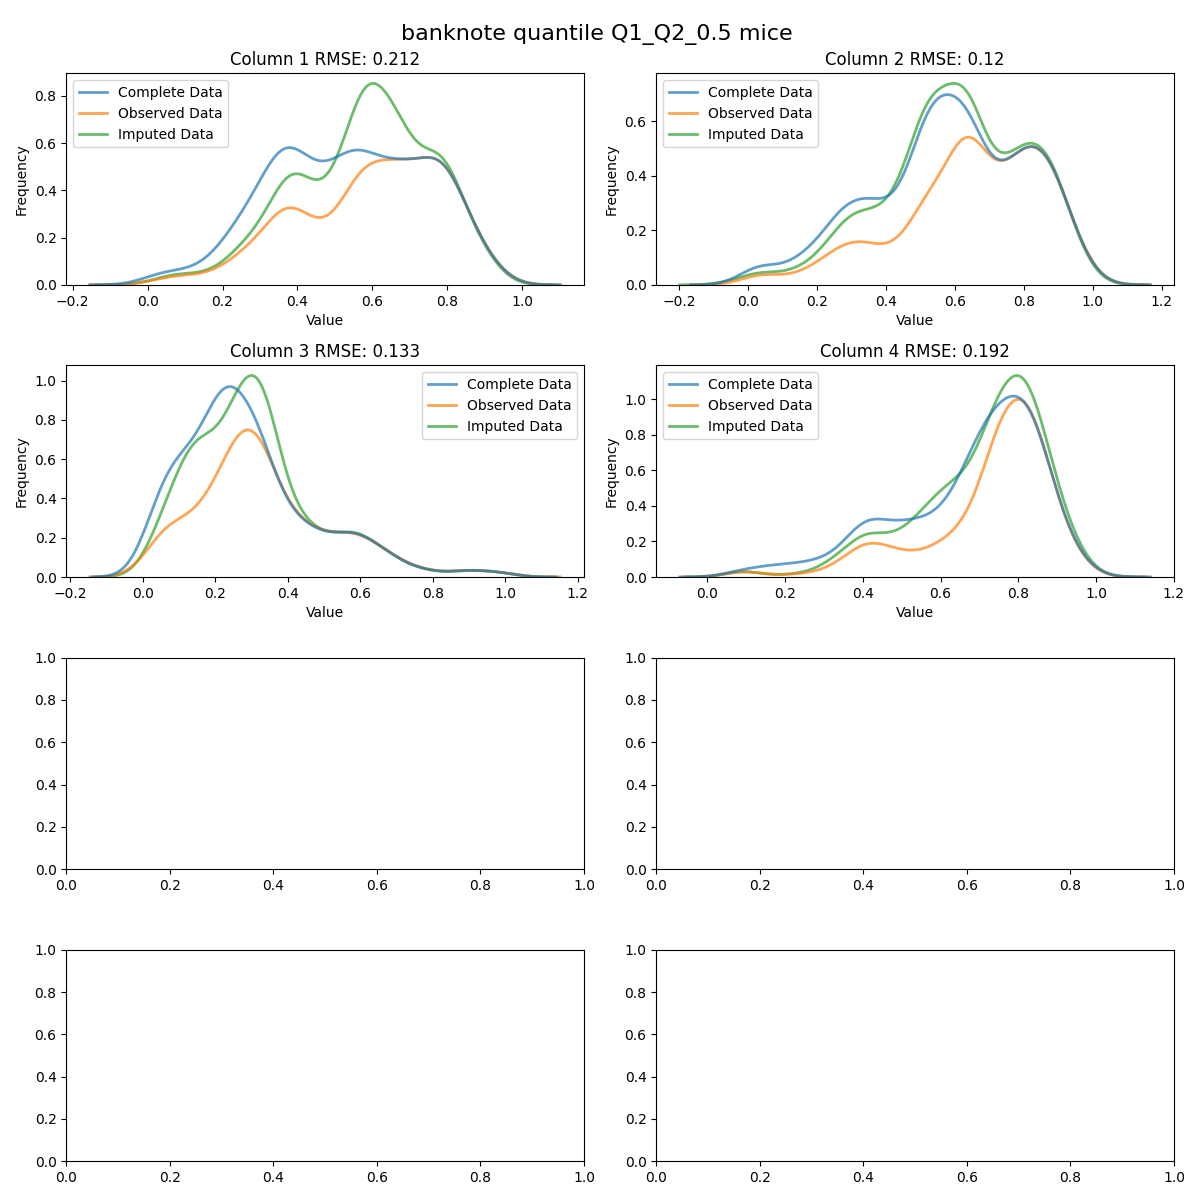 banknote quantile Q1_Q2_0.5 mice
Column 1 RMSE: 0.212
Complete Data
Observed Data
Imputed Data
Frequency
0.8
0.6
0.4
0.2
0.0
−0.2 0.0 0.2 0.4 0.6 0.8 1.0
Value
Column 2 RMSE: 0.12
Complete Data
Observed Data
Imputed Data
Frequency
0.6
0.4
0.2
0.0
−0.2 0.0 0.2 0.4 0.6 0.8 1.0 1.2
Value
Column 3 RMSE: 0.133
Complete Data
Observed Data
Imputed Data
Frequency
1.0
0.8
0.6
0.4
0.2
0.0
−0.2 0.0 0.2 0.4 0.6 0.8 1.0 1.2
Value
Column 4 RMSE: 0.192
Complete Data
Observed Data
Imputed Data
Frequency
1.0
0.8
0.6
0.4
0.2
0.0
0.0 0.2 0.4 0.6 0.8 1.0 1.2
Value
1.0
0.8
0.6
0.4
0.2
0.0
0.0 0.2 0.4 0.6 0.8 1.0
1.0
0.8
0.6
0.4
0.2
0.0
0.0 0.2 0.4 0.6 0.8 1.0
1.0
0.8
0.6
0.4
0.2
0.0
0.0 0.2 0.4 0.6 0.8 1.0
1.0
0.8
0.6
0.4
0.2
0.0
0.0 0.2 0.4 0.6 0.8 1.0